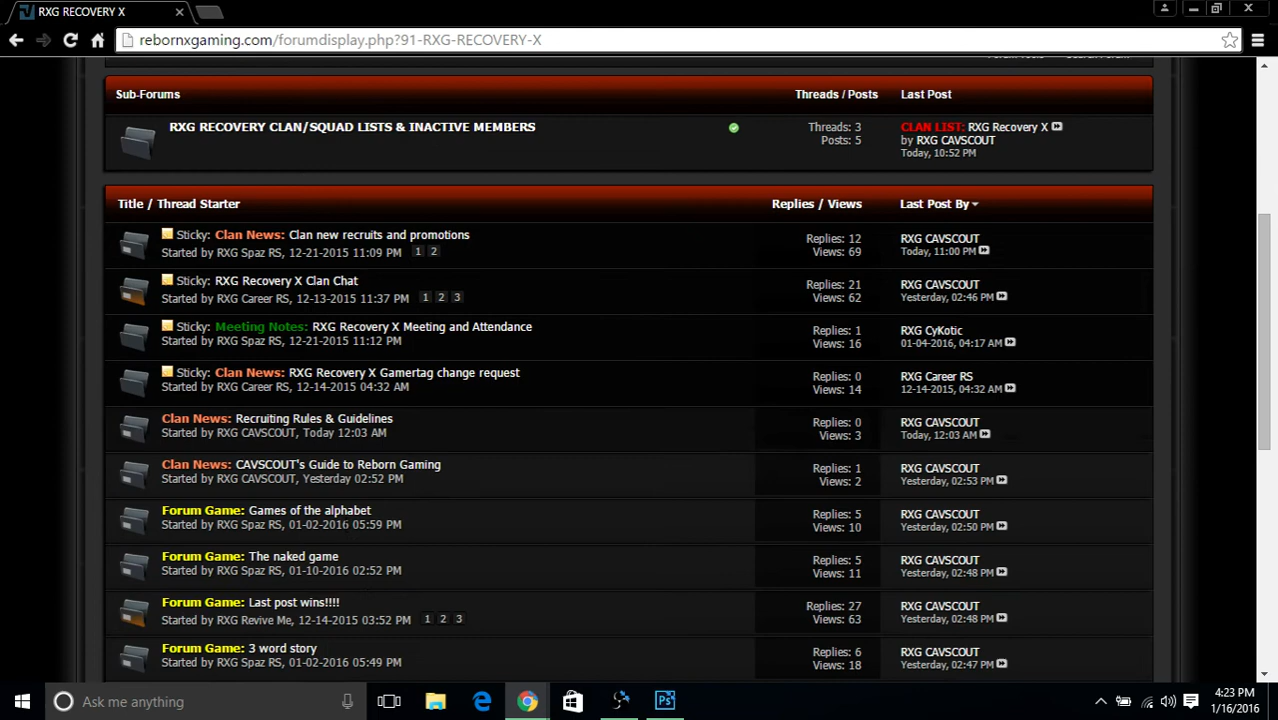 RXG RECOVERY X
rebornxgaming.com/forumdisplay.php?91-RXG-RECOVERY-X
Sub-Forums Threads / Posts Last Post
RXG RECOVERY CLAN/SQUAD LISTS & INACTIVE MEMBERS Threads: 3 CLAN LIST: RXG Recovery X
Posts: 5 by RXG CAVSCOUT
Today, 10:52 PM
Title / Thread Starter Replies / Views Last Post By
Sticky: Clan News: Clan new recruits and promotions Replies: 12 RXG CAVSCOUT
Started by RXG Spaz RS, 12-21-2015 11:09 PM 1 2 Views: 69 Today, 11:00 PM
Sticky: RXG Recovery X Clan Chat Replies: 21 RXG CAVSCOUT
Started by RXG Career RS, 12-13-2015 11:37 PM 1 2 3 Views: 62 Yesterday, 02:46 PM
Sticky: Meeting Notes: RXG Recovery X Meeting and Attendance Replies: 1 RXG CyKotic
Started by RXG Spaz RS, 12-21-2015 11:12 PM Views: 16 01-04-2016, 04:17 AM
Sticky: Clan News: RXG Recovery X Gamertag change request Replies: 0 RXG Career RS
Started by RXG Career RS, 12-14-2015 04:32 AM Views: 14 12-14-2015, 04:32 AM
Clan News: Recruiting Rules & Guidelines Replies: 0 RXG CAVSCOUT
Started by RXG CAVSCOUT, Today 12:03 AM Views: 3 Today, 12:03 AM
Clan News: CAVSCOUT's Guide to Reborn Gaming Replies: 1 RXG CAVSCOUT
Started by RXG CAVSCOUT, Yesterday 02:52 PM Views: 2 Yesterday, 02:53 PM
Forum Game: Games of the alphabet Replies: 5 RXG CAVSCOUT
Started by RXG Spaz RS, 01-02-2016 05:59 PM Views: 10 Yesterday, 02:50 PM
Forum Game: The naked game Replies: 5 RXG CAVSCOUT
Started by RXG Spaz RS, 01-10-2016 02:52 PM Views: 11 Yesterday, 02:48 PM
Forum Game: Last post wins!!!! Replies: 27 RXG CAVSCOUT
Started by RXG Revive Me, 12-14-2015 03:52 PM 1 2 3 Views: 63 Yesterday, 02:48 PM
Forum Game: 3 word story Replies: 6 RXG CAVSCOUT
Started by RXG Spaz RS, 01-02-2016 05:49 PM Views: 18 Yesterday, 02:47 PM
Ask me anything
Ps
4:23 PM
1/16/2016